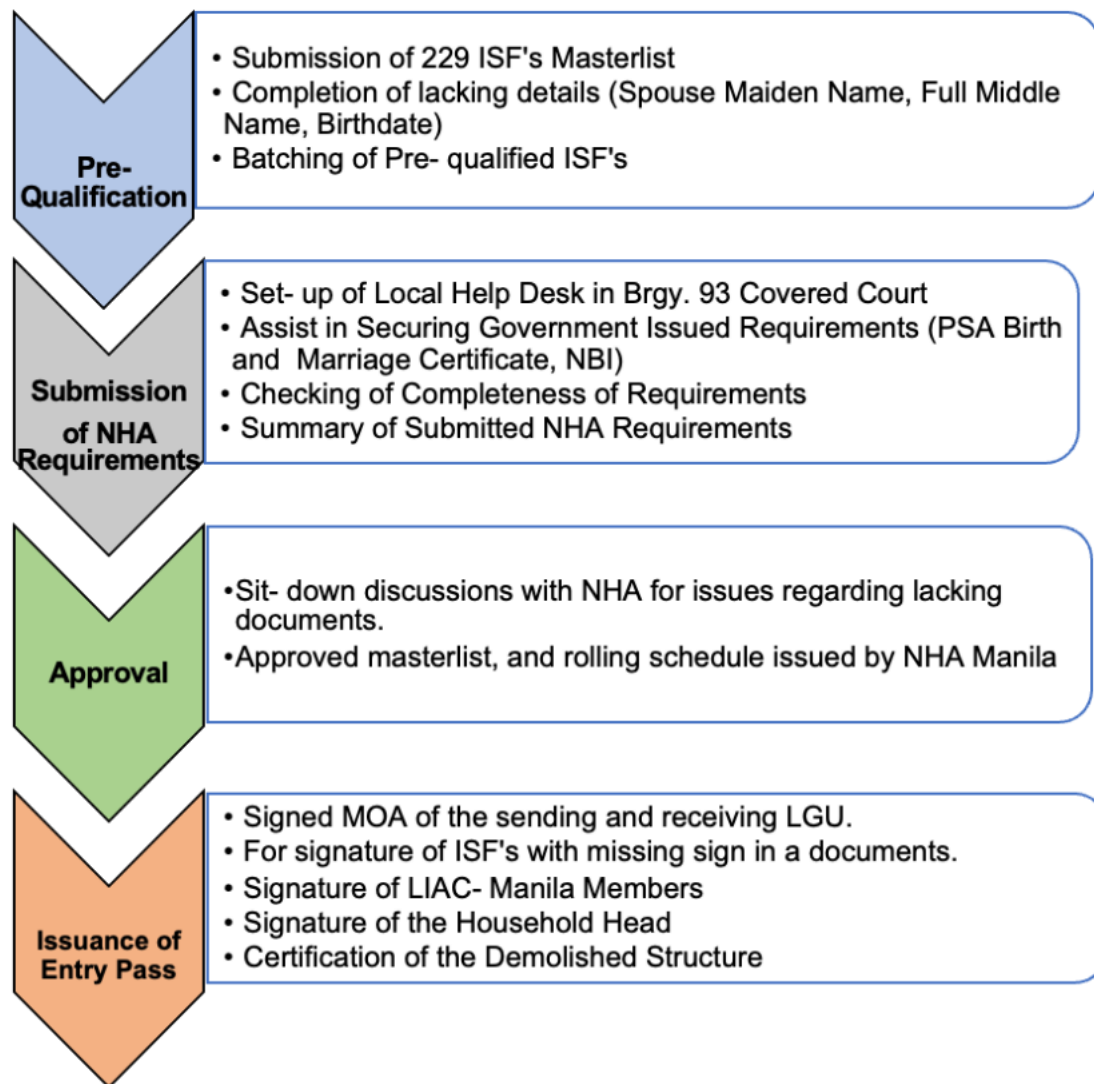 Pre-
Qualification
• Submission of 229 ISF's Masterlist
• Completion of lacking details (Spouse Maiden Name, Full Middle
Name, Birthdate)
• Batching of Pre- qualified ISF's
Submission
of NHA
Requirements
• Set- up of Local Help Desk in Brgy. 93 Covered Court
• Assist in Securing Government Issued Requirements (PSA Birth
and Marriage Certificate, NBI)
• Checking of Completeness of Requirements
• Summary of Submitted NHA Requirements
Approval
•Sit- down discussions with NHA for issues regarding lacking
documents.
•Approved masterlist, and rolling schedule issued by NHA Manila
Issuance of
Entry Pass
• Signed MOA of the sending and receiving LGU.
• For signature of ISF's with missing sign in a documents.
• Signature of LIAC- Manila Members
• Signature of the Household Head
• Certification of the Demolished Structure